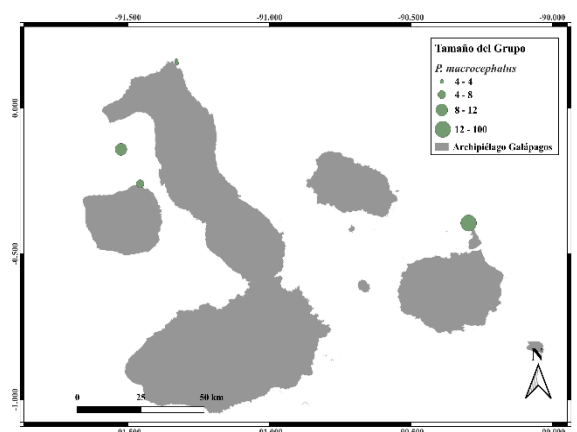 -91.500 -91.000 -90.500 -90.000
Tamaño del Grupo
P. macrocephalus
4 - 4
4 - 8
8 - 12
12 - 100
Archipiélago Galápagos
0.000
-0.500
-1.000
N
0 25 50 km
-91.500 -91.000 -90.500 -90.000